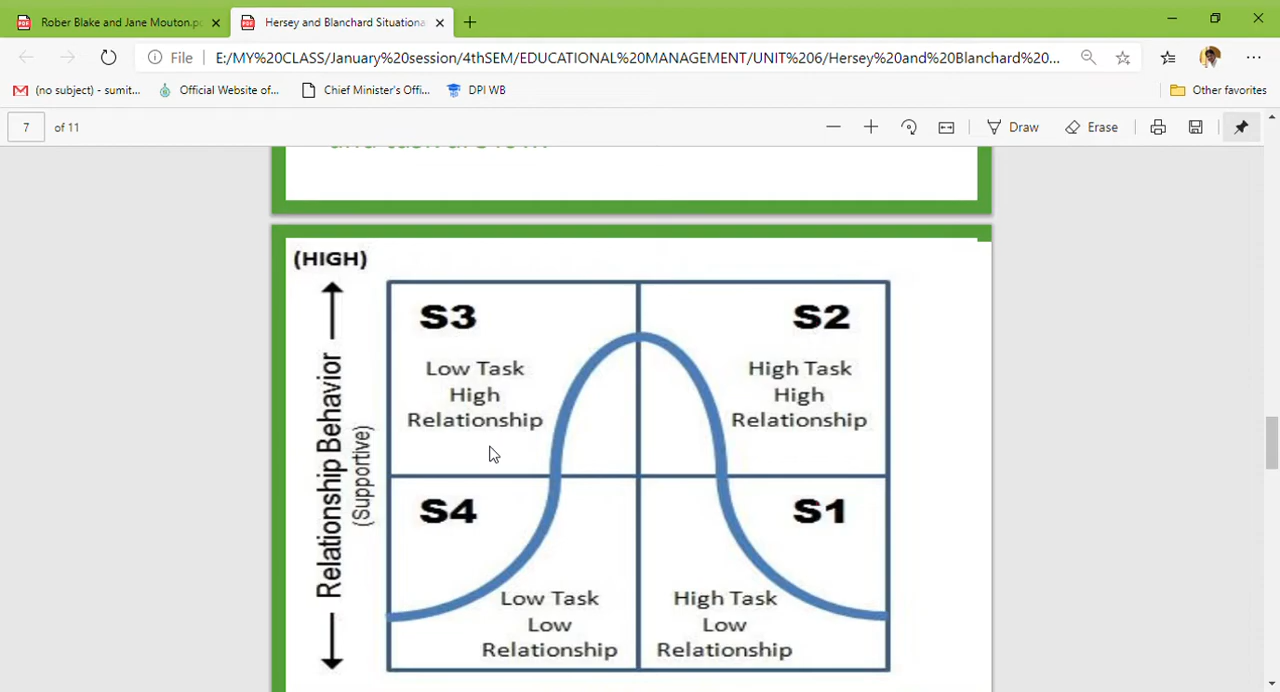 Rober Blake and Jane Mouton.p
Hersey and Blanchard Situationa
File
E:/MY%20CLASS/January%20session/4thSEM/EDUCATIONAL%20MANAGEMENT/UNIT%206/Hersey%20and%20Blanchard%20...
(no subject) - sumit...
Official Website of...
Chief Minister's Offi...
DPI WB
Other favorites
7 of 11
Draw
Erase
(HIGH)
Relationship Behavior
(Supportive)
S3
Low Task
High
Relationship
S2
High Task
High
Relationship
S4
Low Task
Low
Relationship
S1
High Task
Low
Relationship